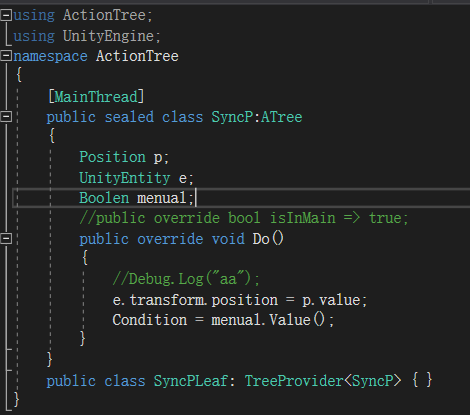 using ActionTree;
using UnityEngine;
namespace ActionTree
{
[MainThread]
public sealed class SyncP:ATree
{
Position p;
UnityEntity e;
Boolen menual;
//public override bool isInMain => true;
public override void Do()
{
//Debug.Log("aa");
e.transform.position = p.value;
Condition = menual.Value();
}
}
public class SyncPLeaf: TreeProvider<SyncP> { }
}